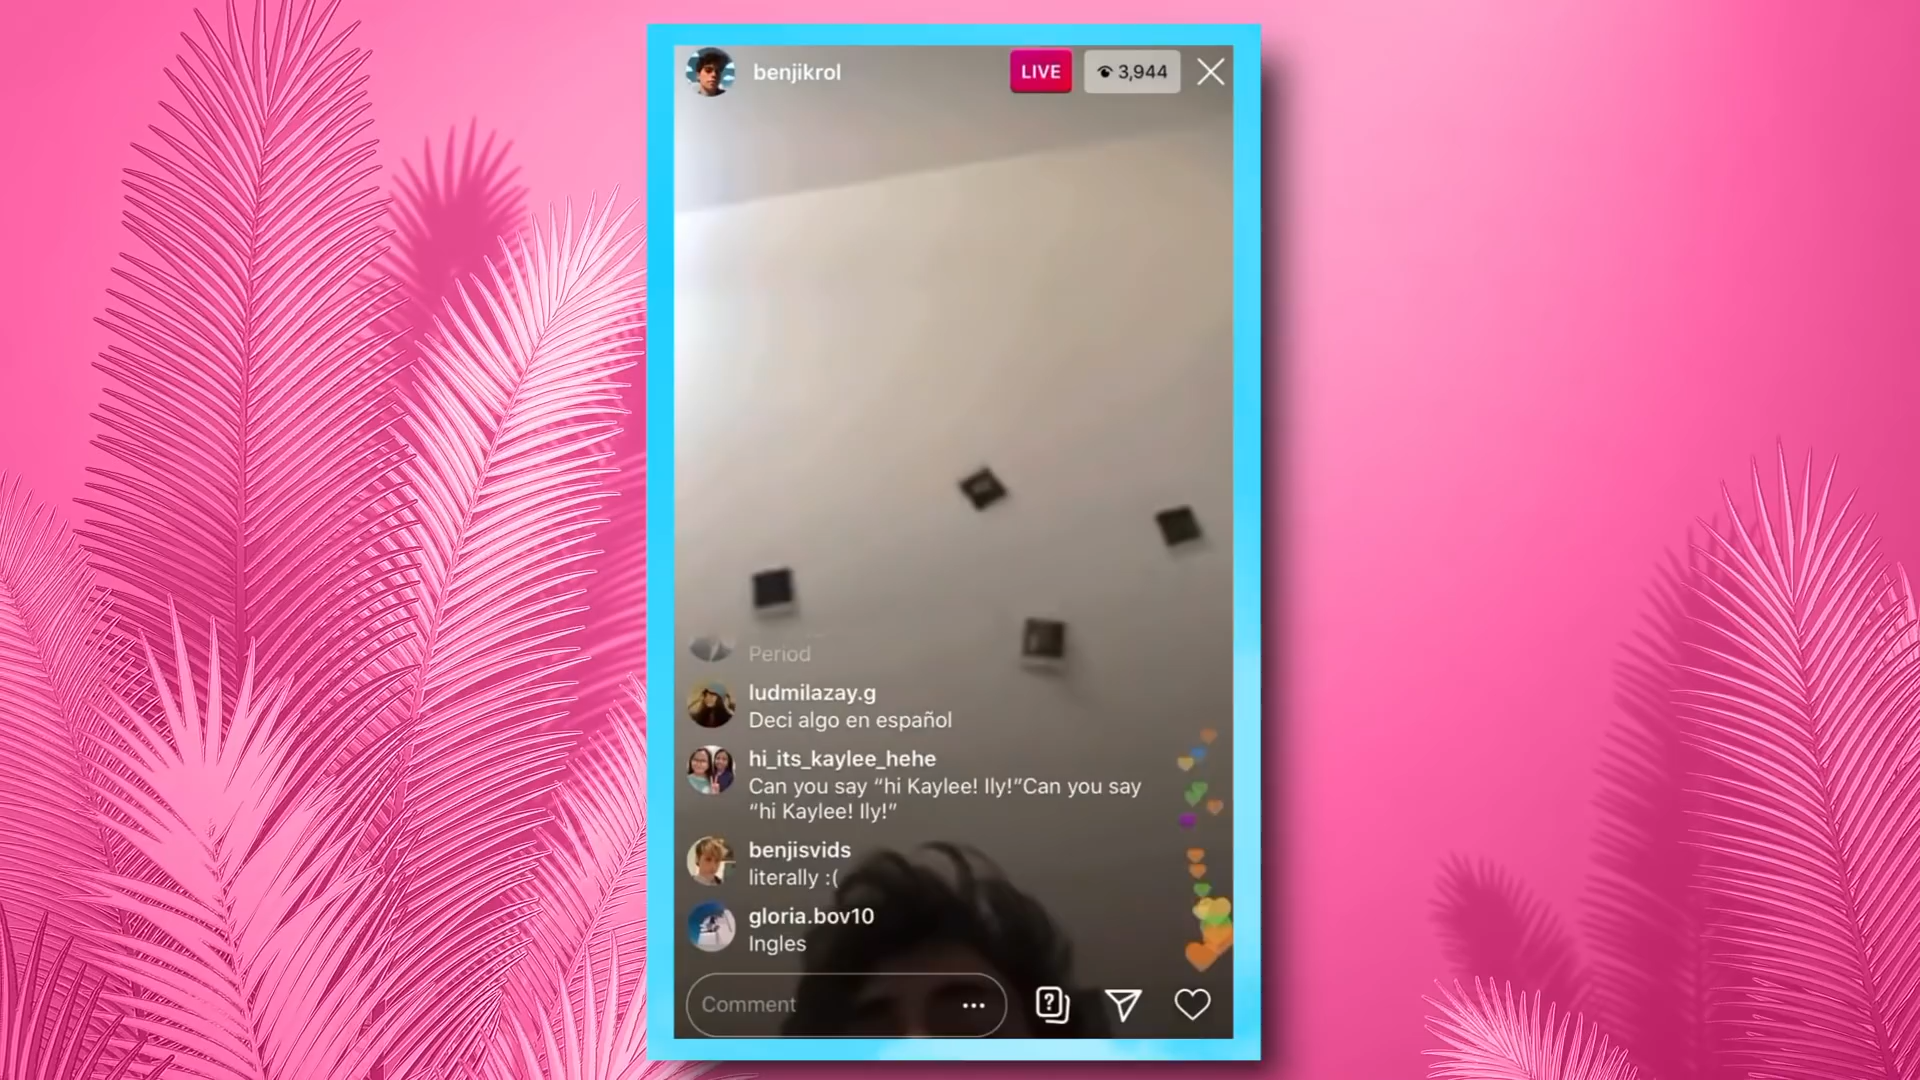 benjikrol
LIVE
3,944
Period
ludmilazay.g
Deci algo en español
hi_its_kaylee_hehe
Can you say “hi Kaylee! Ily!”Can you say
“hi Kaylee! Ily!”
benjisvids
literally :(
gloria.bov10
Ingles
Comment